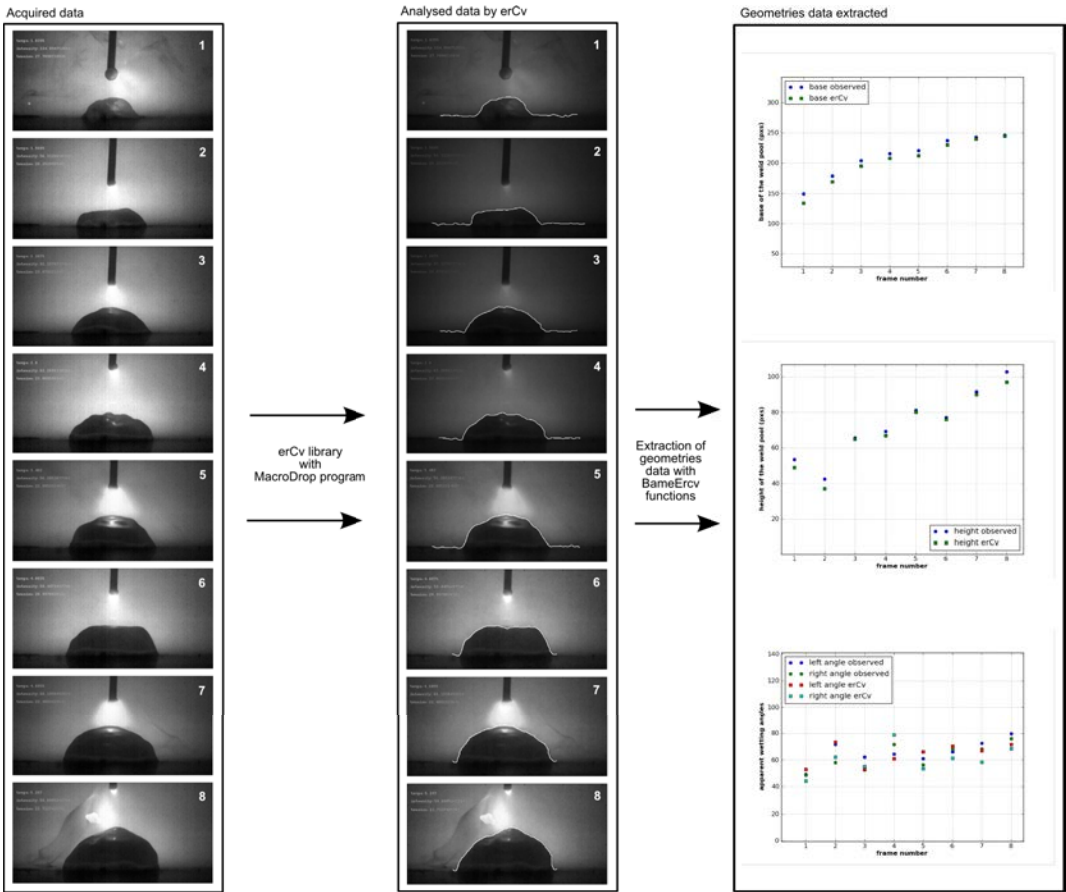 Acquired data
1
2
3
4
5
6
7
8
erCv library
with
MacroDrop program
Analysed data by erCv
1
2
3
4
5
6
7
8
Extraction of
geometries
data with
BameErcv
functions
Geometries data extracted
base observed
base erCv
base of the weld pool (pxs)
300
250
200
150
100
50
1 2 3 4 5 6 7 8
frame number
height of the weld pool (pxs)
100
80
60
40
20
height observed
height erCv
1 2 3 4 5 6 7 8
frame number
apparent wetting angles
140
120
100
80
60
40
20
0
left angle observed
right angle observed
left angle erCv
right angle erCv
1 2 3 4 5 6 7 8
frame number